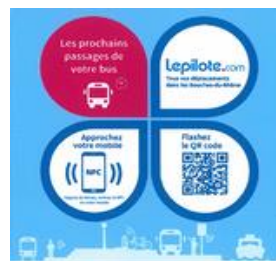 Les prochains
passages de
votre bus
Lepilote.com
Tous vos déplacements
dans les Bouches-du-Rhône
Approchez
votre mobile
NFC
Flashez
le QR code